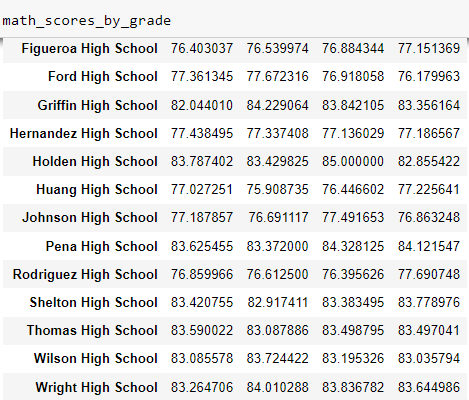 math_scores_by_grade
Figueroa High School 76.403037 76.539974 76.884344 77.151369
Ford High School 77.361345 77.672316 76.918058 76.179963
Griffin High School 82.044010 84.229064 83.842105 83.356164
Hernandez High School 77.438495 77.337408 77.136029 77.186567
Holden High School 83.787402 83.429825 85.000000 82.855422
Huang High School 77.027251 75.908735 76.446602 77.225641
Johnson High School 77.187857 76.691117 77.491653 76.863248
Pena High School 83.625455 83.372000 84.328125 84.121547
Rodriguez High School 76.859966 76.612500 76.395626 77.690748
Shelton High School 83.420755 82.917411 83.383495 83.778976
Thomas High School 83.590022 83.087886 83.498795 83.497041
Wilson High School 83.085578 83.724422 83.195326 83.035794
Wright High School 83.264706 84.010288 83.836782 83.644986